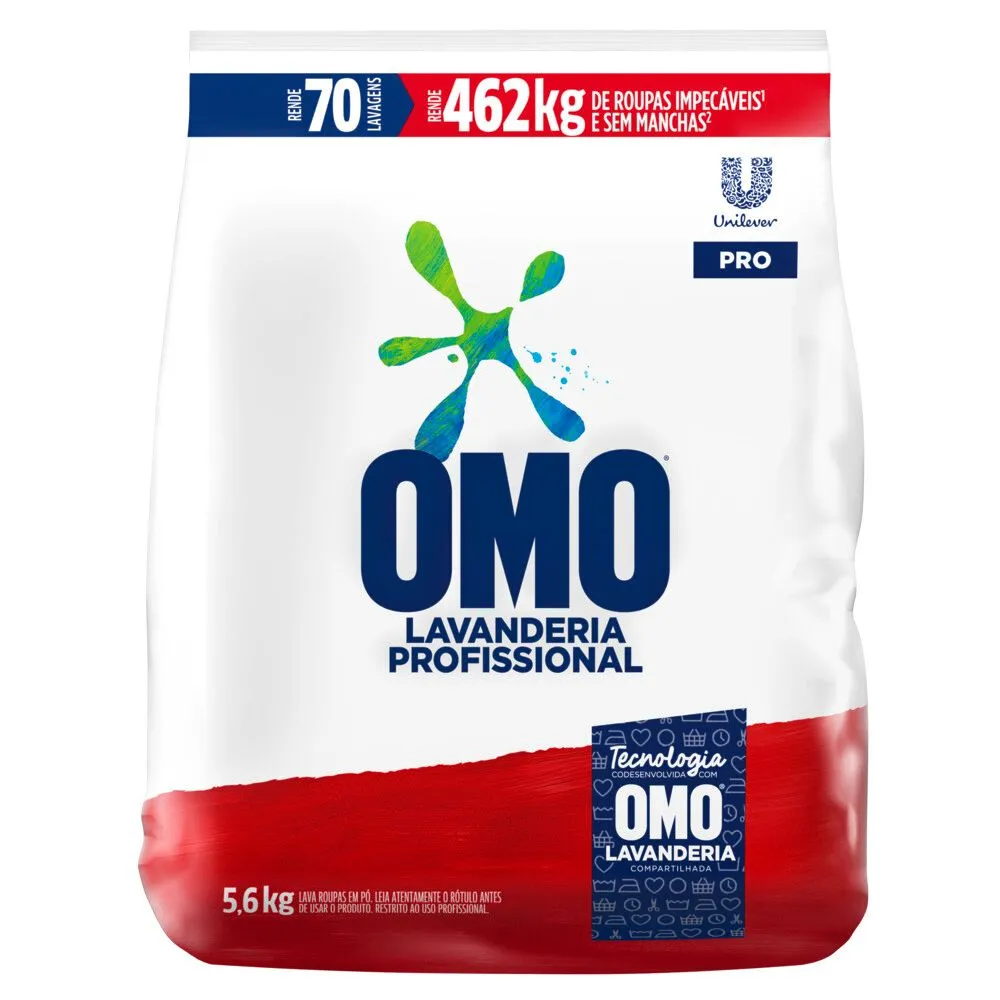 RENDE 70 LAVAGENS
RENDE 462kg DE ROUPAS IMPECÁVEIS¹
E SEM MANCHAS²
Unilever
PRO
OMO®
LAVANDERIA
PROFISSIONAL
Tecnologia
CODESENVOLVIDA COM
OMO®
LAVANDERIA
COMPARTILHADA
5,6 kg LAVA ROUPAS EM PÓ. LEIA ATENTAMENTE O RÓTULO ANTES
DE USAR O PRODUTO. RESTRITO AO USO PROFISSIONAL.